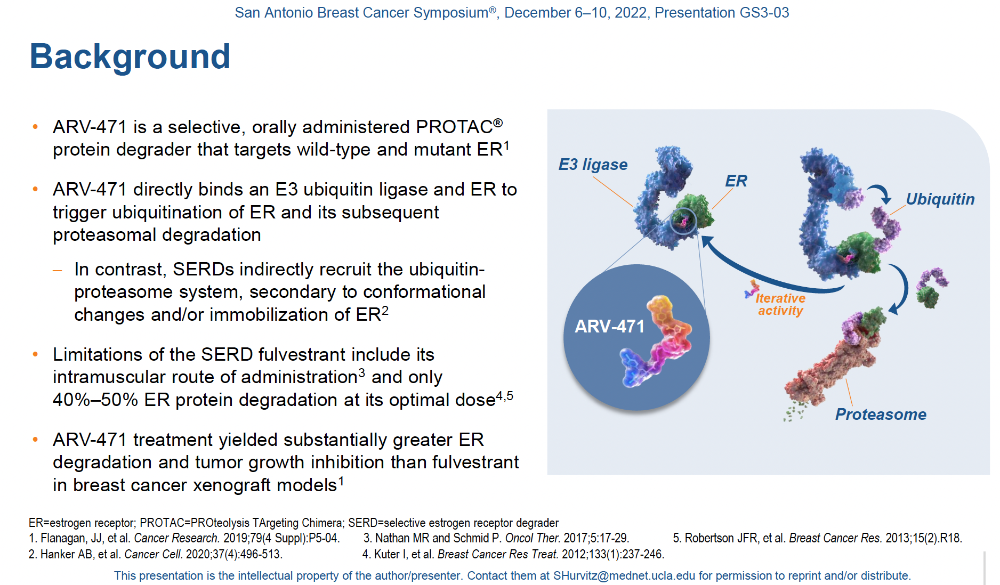 San Antonio Breast Cancer Symposium®, December 6–10, 2022, Presentation GS3-03
Background
• ARV-471 is a selective, orally administered PROTAC®
protein degrader that targets wild-type and mutant ER1
• ARV-471 directly binds an E3 ubiquitin ligase and ER to
trigger ubiquitination of ER and its subsequent
proteasomal degradation
– In contrast, SERDs indirectly recruit the ubiquitin-
proteasome system, secondary to conformational
changes and/or immobilization of ER2
• Limitations of the SERD fulvestrant include its
intramuscular route of administration3 and only
40%–50% ER protein degradation at its optimal dose4,5
• ARV-471 treatment yielded substantially greater ER
degradation and tumor growth inhibition than fulvestrant
in breast cancer xenograft models1
E3 ligase
ER
Ubiquitin
Iterative
activity
ARV-471
Proteasome
ER=estrogen receptor; PROTAC=PROteolysis TArgeting Chimera; SERD=selective estrogen receptor degrader
1. Flanagan, JJ, et al. Cancer Research. 2019;79(4 Suppl):P5-04. 3. Nathan MR and Schmid P. Oncol Ther. 2017;5:17-29. 5. Robertson JFR, et al. Breast Cancer Res. 2013;15(2).R18.
2. Hanker AB, et al. Cancer Cell. 2020;37(4):496-513. 4. Kuter I, et al. Breast Cancer Res Treat. 2012;133(1):237-246.
This presentation is the intellectual property of the author/presenter. Contact them at SHurvitz@mednet.ucla.edu for permission to reprint and/or distribute.